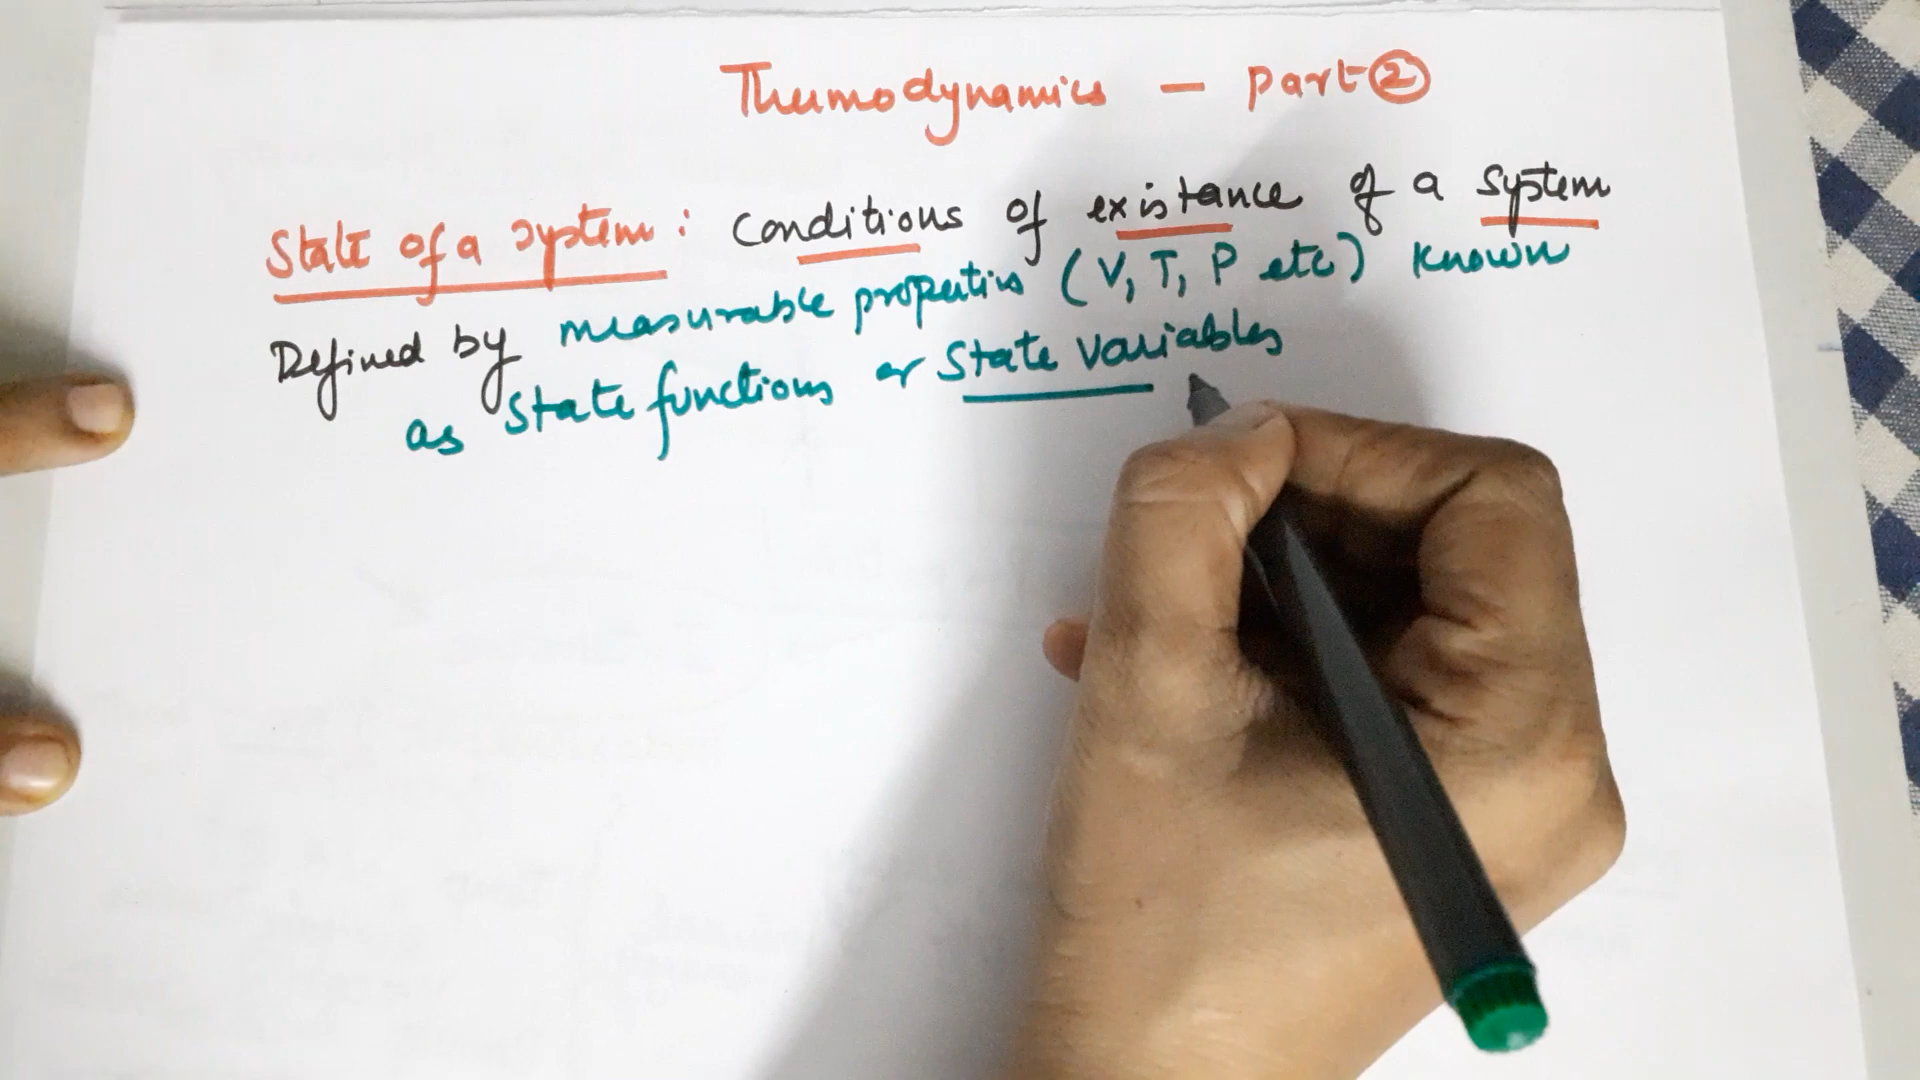 Thermodynamics - Part ②
State of a system: Conditions of existance of a system
Defined by measurable properties (V, T, P etc) known
as State functions or State variables